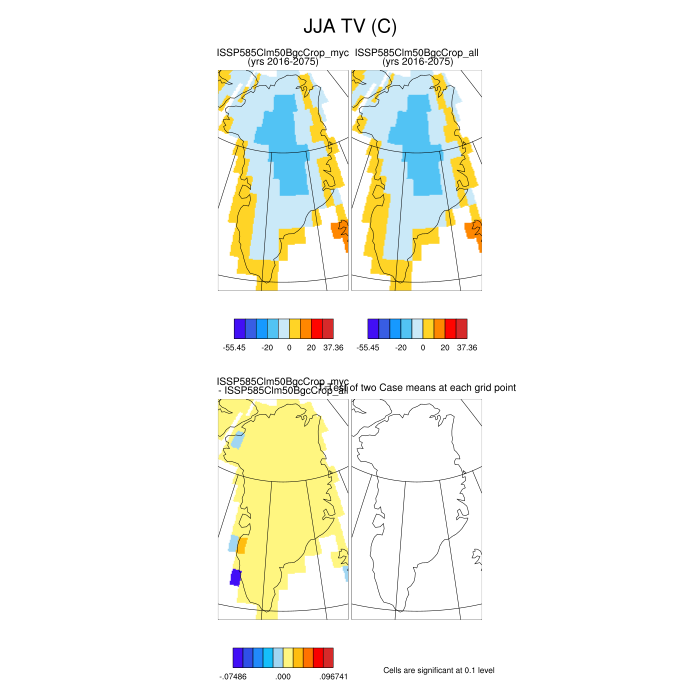 JJA TV (C)
ISSP585Clm50BgcCrop_myc
(yrs 2016-2075)
ISSP585Clm50BgcCrop_all
(yrs 2016-2075)
-55.45 -20 0 20 37.36
-55.45 -20 0 20 37.36
ISSP585Clm50BgcCrop_myc
- ISSP585Clm50BgcCrop_all
T-Test of two Case means at each grid point
-.07486 .000 .096741
Cells are significant at 0.1 level